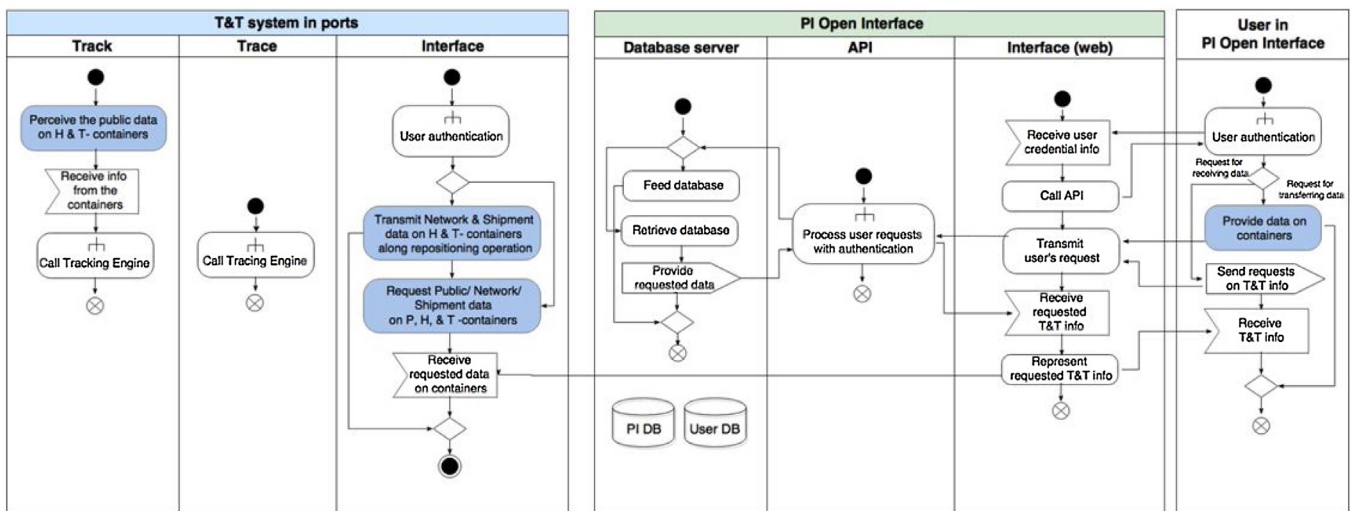 T&T system in ports
Track
Trace
Interface
Perceive the public data
on H & T- containers
Receive info
from the
containers
Call Tracking Engine
Call Tracing Engine
User authentication
Transmit Network & Shipment
data on H & T- containers
along repositioning operation
Request Public/ Network/
Shipment data
on P, H, & T -containers
Receive
requested data
on containers
PI Open Interface
Database server
API
Interface (web)
Feed database
Retrieve database
Provide
requested data
PI DB
User DB
Process user requests
with authentication
Receive user
credential info
Call API
Transmit
user's request
Receive
requested
T&T info
Represent
requested T&T info
User in
PI Open Interface
User authentication
Request for
receiving data
Request for
transferring data
Provide data on
containers
Send requests
on T&T info
Receive
T&T info